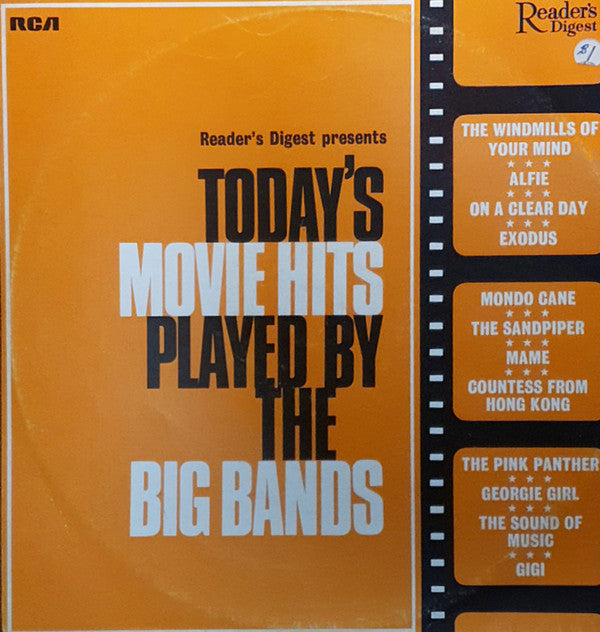 RCA
Reader's
Digest
$1
Reader's Digest presents
TODAY'S
MOVIE HITS
PLAYED BY
THE
BIG BANDS
THE WINDMILLS OF
YOUR MIND
★ ★ ★
ALFIE
★ ★ ★
ON A CLEAR DAY
★ ★ ★
EXODUS
MONDO CANE
★ ★ ★
THE SANDPIPER
★ ★ ★
MAME
★ ★ ★
COUNTESS FROM
HONG KONG
THE PINK PANTHER
★ ★ ★
GEORGIE GIRL
★ ★ ★
THE SOUND OF
MUSIC
★ ★ ★
GIGI